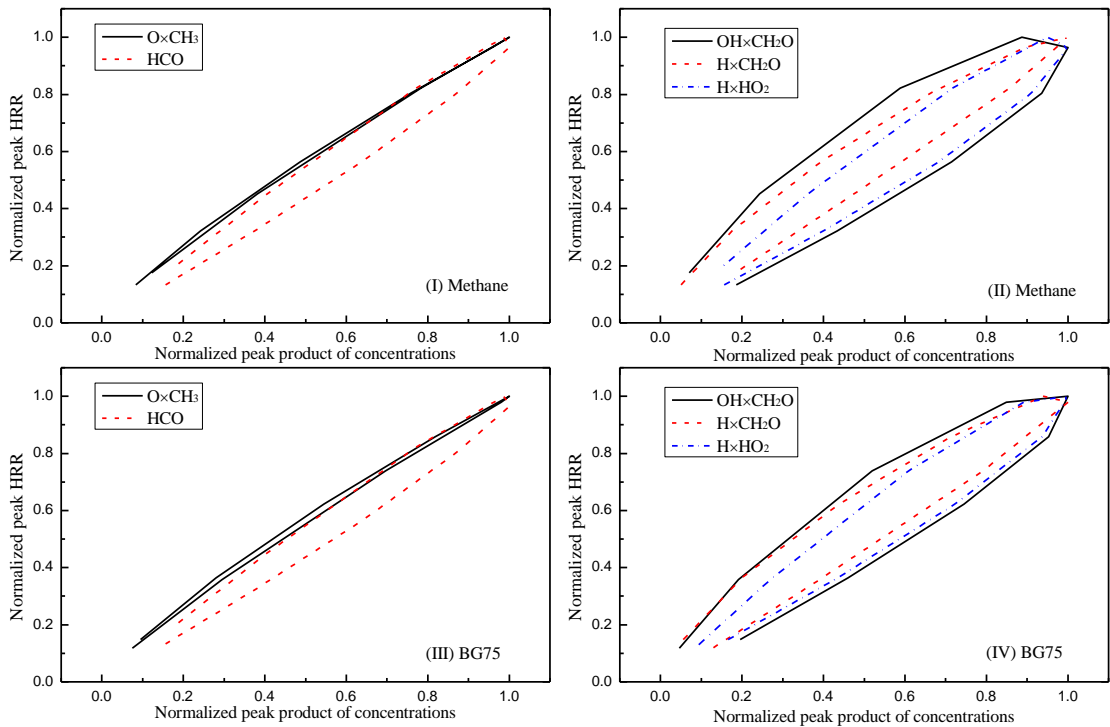 1.0
0.8
0.6
0.4
0.2
0.0
Normalized peak HRR
O×CH₃
HCO
(I) Methane
0.0 0.2 0.4 0.6 0.8 1.0
Normalized peak product of concentrations
1.0
0.8
0.6
0.4
0.2
0.0
Normalized peak HRR
OH×CH₂O
H×CH₂O
H×HO₂
(II) Methane
0.0 0.2 0.4 0.6 0.8 1.0
Normalized peak product of concentrations
1.0
0.8
0.6
0.4
0.2
0.0
Normalized peak HRR
O×CH₃
HCO
(III) BG75
0.0 0.2 0.4 0.6 0.8 1.0
Normalized peak product of concentrations
1.0
0.8
0.6
0.4
0.2
0.0
Normalized peak HRR
OH×CH₂O
H×CH₂O
H×HO₂
(IV) BG75
0.0 0.2 0.4 0.6 0.8 1.0
Normalized peak product of concentrations